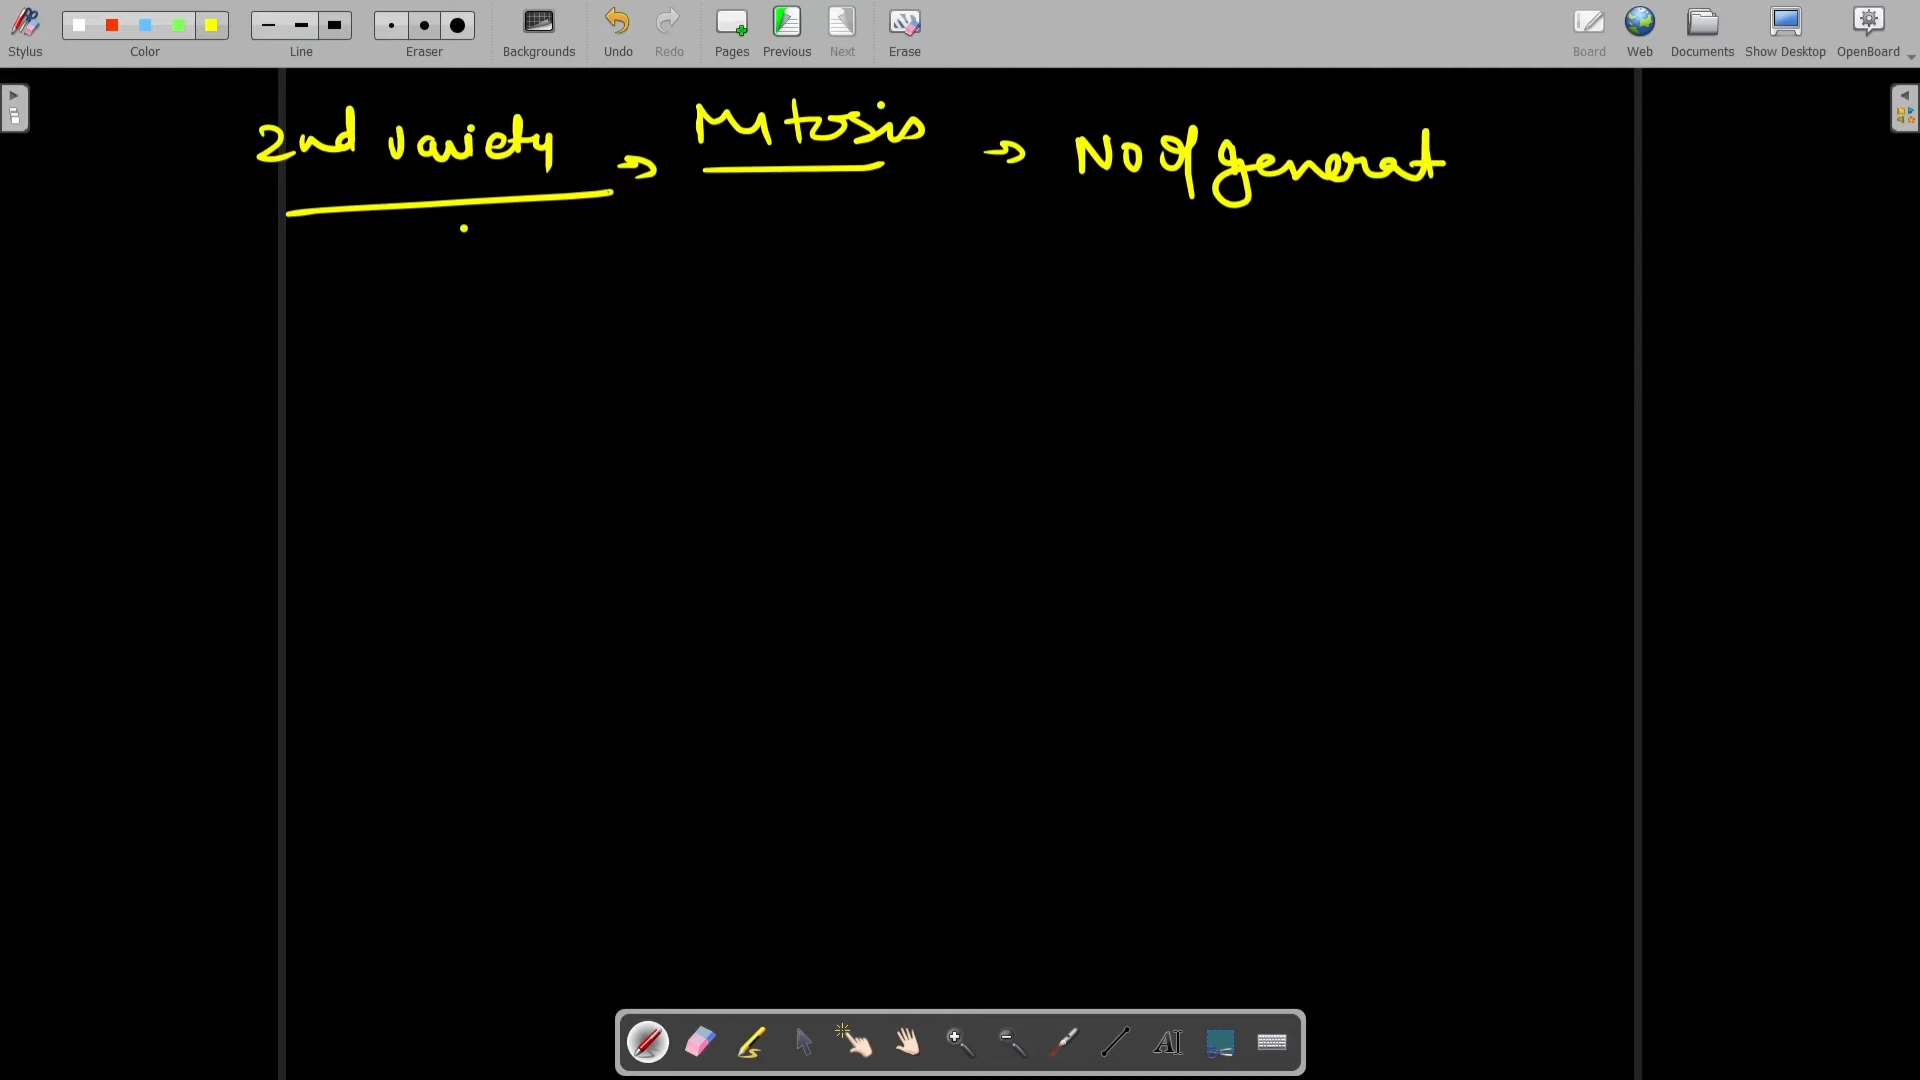 Stylus Color Line Eraser Backgrounds Undo Redo Pages Previous Next Erase Board Web Documents Show Desktop OpenBoard
2nd variety → Mitosis → No of generat